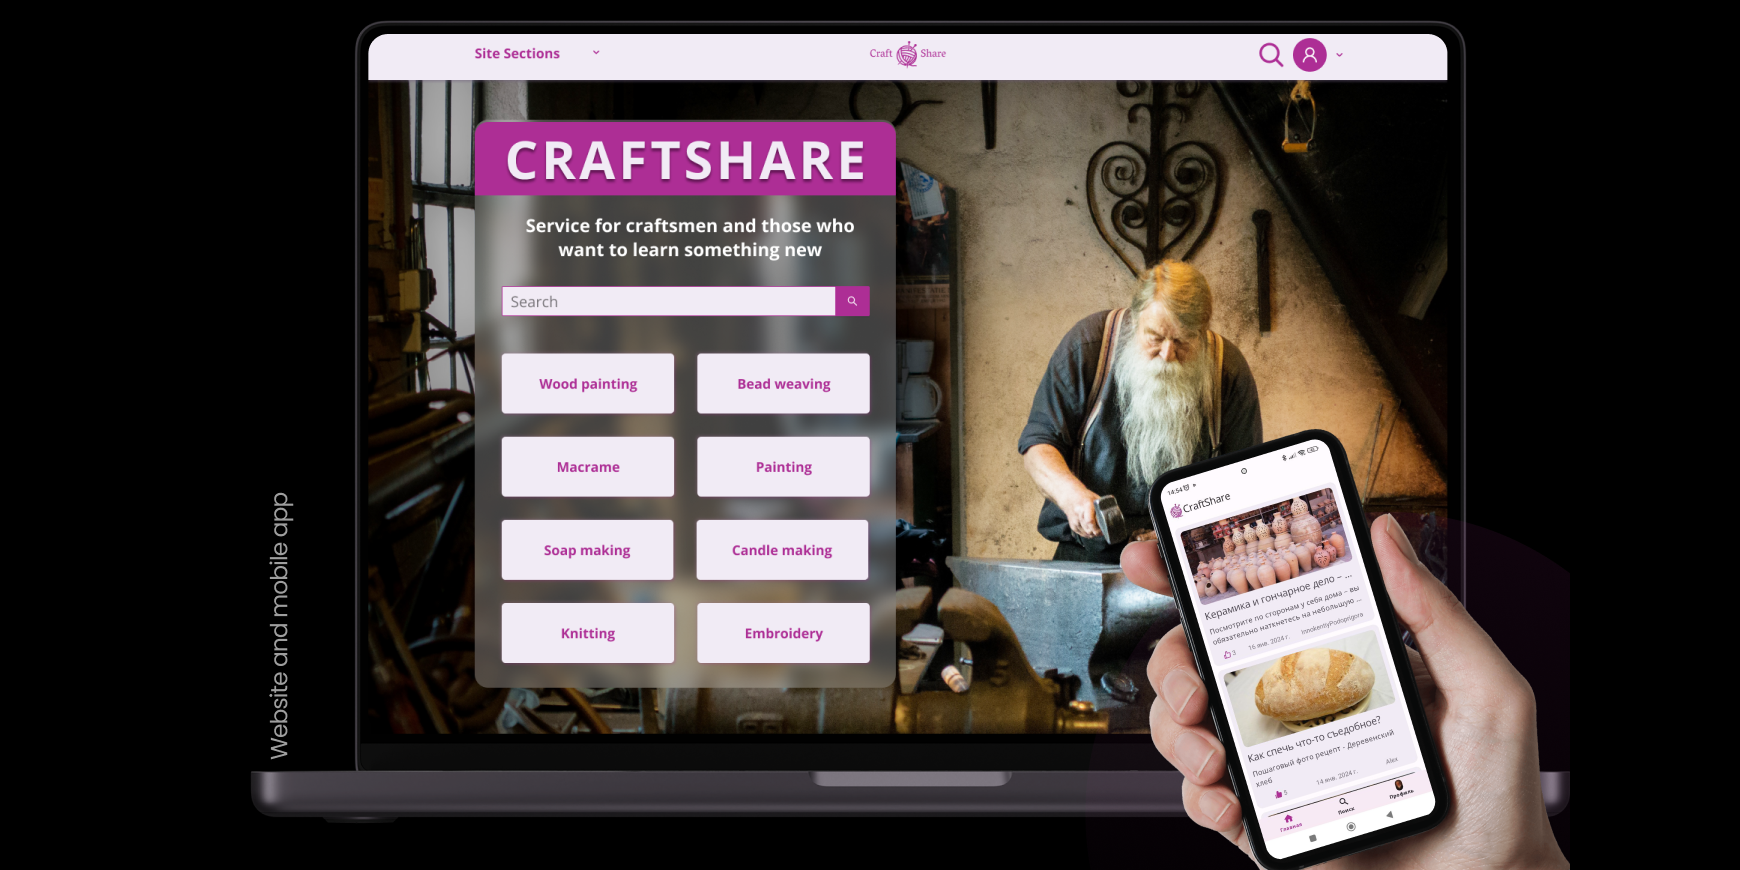 Site Sections
Craft Share
CRAFTSHARE
Service for craftsmen and those who
want to learn something new
Search
Wood painting
Bead weaving
Macrame
Painting
Soap making
Candle making
Knitting
Embroidery
Website and mobile app
14:54
CraftShare
Керамика и гончарное дело – ...
Посмотрите по сторонам у себя дома – вы
обязательно наткнетесь на небольшую ...
3
16 янв. 2024 г.
InnokentiyPodoprigora
Как спечь что-то съедобное?
Пошаговый фото рецепт - Деревенский
хлеб
5
14 янв. 2024 г.
Alex
Главная
Поиск
Профиль